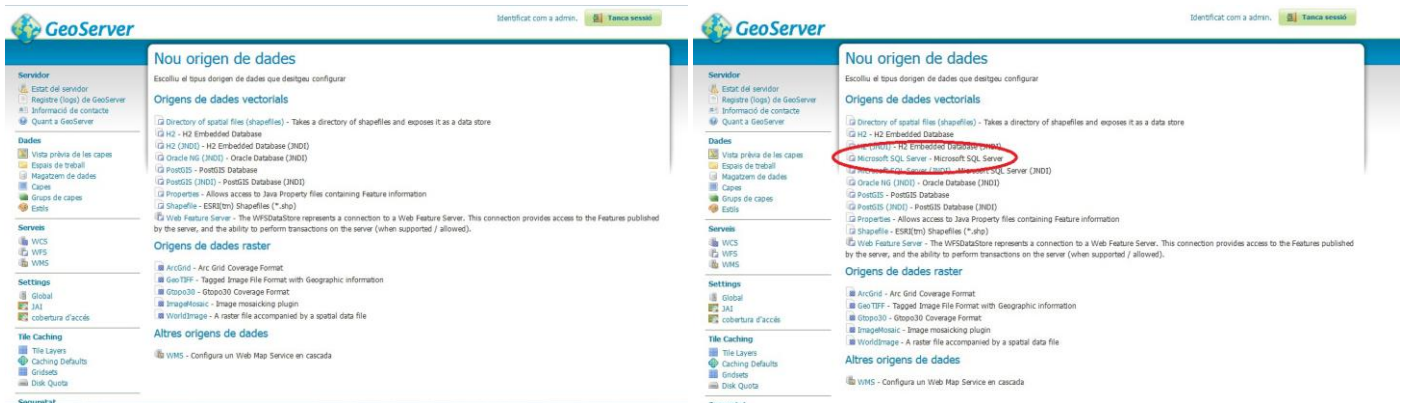 Identificat com a admin. Tanca sessió
GeoServer
Nou origen de dades
Escolliu el tipus dorigen de dades que desitgeu configurar
Servidor
Estat del servidor
Registre (logs) de GeoServer
Informació de contacte
Quant a GeoServer
Dades
Vista prèvia de les capes
Espais de treball
Magatzem de dades
Capes
Grups de capes
Estils
Serveis
WCS
WFS
WMS
Settings
Global
JAI
cobertura d'accés
Tile Caching
Tile Layers
Caching Defaults
Gridsets
Disk Quota
Seguretat
Origens de dades vectorials
Directory of spatial files (shapefiles) - Takes a directory of shapefiles and exposes it as a data store
H2 - H2 Embedded Database
H2 (JNDI) - H2 Embedded Database (JNDI)
Oracle NG (JNDI) - Oracle Database (JNDI)
PostGIS - PostGIS Database
PostGIS (JNDI) - PostGIS Database (JNDI)
Properties - Allows access to Java Property files containing Feature information
Shapefile - ESRI(tm) Shapefiles (*.shp)
Web Feature Server - The WFSDataStore represents a connection to a Web Feature Server. This connection provides access to the Features published
by the server, and the ability to perform transactions on the server (when supported / allowed).
Origens de dades raster
ArcGrid - Arc Grid Coverage Format
GeoTIFF - Tagged Image File Format with Geographic information
Gtopo30 - Gtopo30 Coverage Format
ImageMosaic - Image mosaicking plugin
WorldImage - A raster file accompanied by a spatial data file
Altres origens de dades
WMS - Configura un Web Map Service en cascada
Identificat com a admin. Tanca sessió
GeoServer
Nou origen de dades
Escolliu el tipus dorigen de dades que desitgeu configurar
Servidor
Estat del servidor
Registre (logs) de GeoServer
Informació de contacte
Quant a GeoServer
Dades
Vista prèvia de les capes
Espais de treball
Magatzem de dades
Capes
Grups de capes
Estils
Serveis
WCS
WFS
WMS
Settings
Global
JAI
cobertura d'accés
Tile Caching
Tile Layers
Caching Defaults
Gridsets
Disk Quota
Origens de dades vectorials
Directory of spatial files (shapefiles) - Takes a directory of shapefiles and exposes it as a data store
H2 - H2 Embedded Database
H2 (JNDI) - H2 Embedded Database (JNDI)
Microsoft SQL Server - Microsoft SQL Server
Microsoft SQL Server (JNDI) - Microsoft SQL Server (JNDI)
Oracle NG (JNDI) - Oracle Database (JNDI)
PostGIS - PostGIS Database
PostGIS (JNDI) - PostGIS Database (JNDI)
Properties - Allows access to Java Property files containing Feature information
Shapefile - ESRI(tm) Shapefiles (*.shp)
Web Feature Server - The WFSDataStore represents a connection to a Web Feature Server. This connection provides access to the Features published
by the server, and the ability to perform transactions on the server (when supported / allowed).
Origens de dades raster
ArcGrid - Arc Grid Coverage Format
GeoTIFF - Tagged Image File Format with Geographic information
Gtopo30 - Gtopo30 Coverage Format
ImageMosaic - Image mosaicking plugin
WorldImage - A raster file accompanied by a spatial data file
Altres origens de dades
WMS - Configura un Web Map Service en cascada